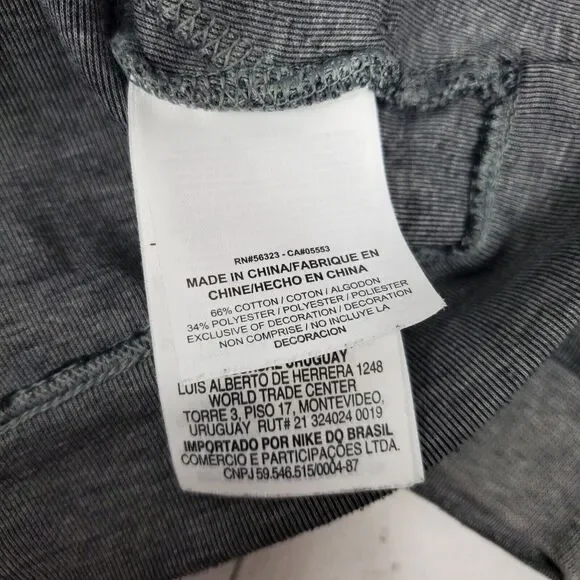 RN#56323 - CA#05553
MADE IN CHINA/FABRIQUE EN
CHINE/HECHO EN CHINA
66% COTTON / COTON / ALGODON
34% POLYESTER / POLYESTER / POLIESTER
EXCLUSIVE OF DECORATION / DECORATION
NON COMPRISE / NO INCLUYE LA
DECORACION
URUGUAY
LUIS ALBERTO DE HERRERA 1248
WORLD TRADE CENTER
TORRE 3, PISO 17, MONTEVIDEO,
URUGUAY RUT# 21 324024 0019
IMPORTADO POR NIKE DO BRASIL
COMÉRCIO E PARTICIPAÇÕES LTDA.
CNPJ 59.546.515/0004-87